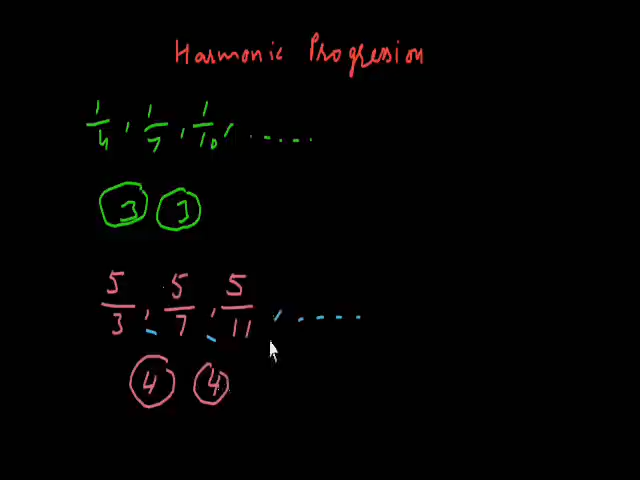 Harmonic Progression
1/4, 1/7, 1/10, ......
3 3
5/3, 5/7, 5/11, .....
4 4